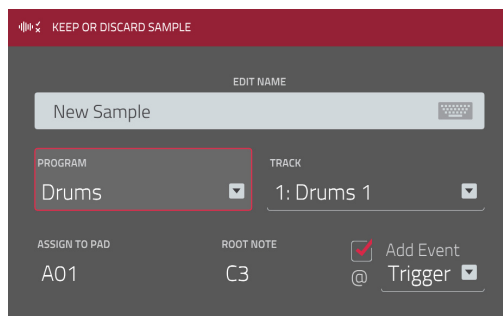 KEEP OR DISCARD SAMPLE
EDIT NAME
New Sample
PROGRAM
TRACK
Drums
1: Drums 1
ASSIGN TO PAD
ROOT NOTE
Add Event
A01
C3
@ Trigger